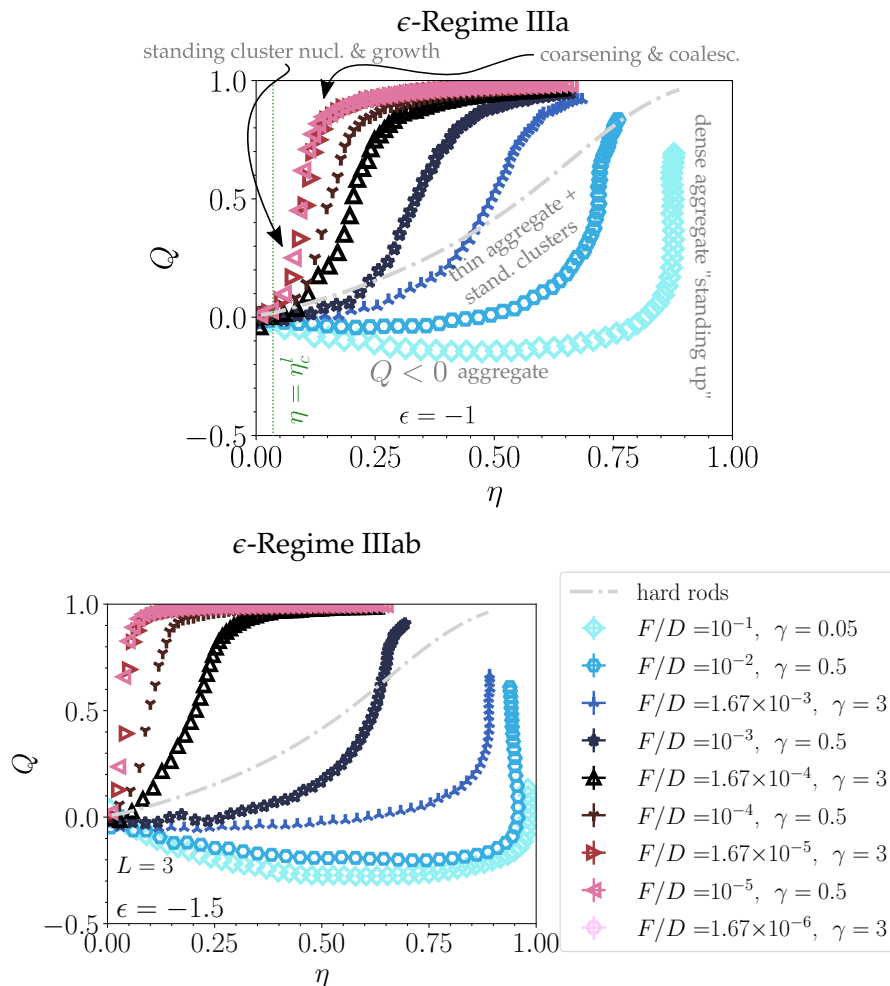 ϵ-Regime IIIa
standing cluster nucl. & growth
coarsening & coalesc.
1.0
0.5
0.0
−0.5
Q
thin aggregate +
stand. clusters
dense aggregate "standing up"
η = η_c^l
Q < 0 aggregate
ϵ = −1
0.00 0.25 0.50 0.75 1.00
η
ϵ-Regime IIIab
1.0
0.5
0.0
−0.5
Q
L = 3
ϵ = −1.5
0.00 0.25 0.50 0.75 1.00
η
hard rods
F/D =10⁻¹, γ = 0.05
F/D =10⁻², γ = 0.5
F/D =1.67×10⁻³, γ = 3
F/D =10⁻³, γ = 0.5
F/D =1.67×10⁻⁴, γ = 3
F/D =10⁻⁴, γ = 0.5
F/D =1.67×10⁻⁵, γ = 3
F/D =10⁻⁵, γ = 0.5
F/D =1.67×10⁻⁶, γ = 3